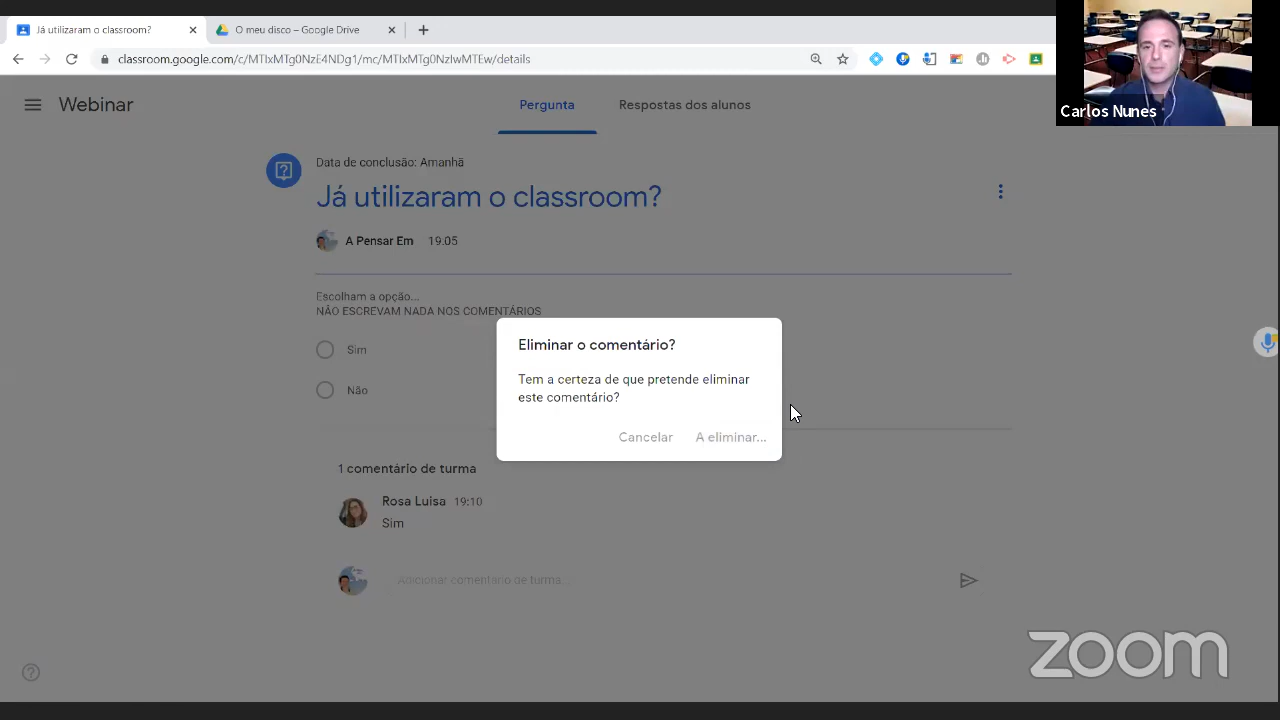 Já utilizaram o classroom?
O meu disco – Google Drive
classroom.google.com/c/MTIxMTg0NzE4NDg1/mc/MTIxMTg0NzIwMTEw/details
Carlos Nunes
Webinar
Pergunta
Respostas dos alunos
Data de conclusão: Amanhã
Já utilizaram o classroom?
A Pensar Em 19:05
Escolham a opção...
NÃO ESCREVAM NADA NOS COMENTÁRIOS
Sim
Não
Eliminar o comentário?
Tem a certeza de que pretende eliminar
este comentário?
Cancelar
A eliminar...
1 comentário de turma
Rosa Luisa 19:10
Sim
Adicionar comentário de turma...
zoom